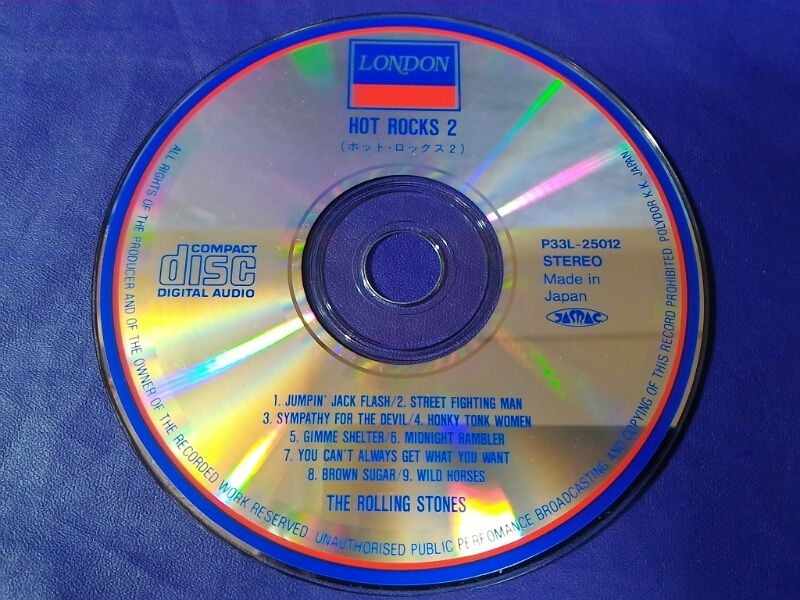 LONDON
HOT ROCKS 2
(ホット・ロックス2)
COMPACT
disc
DIGITAL AUDIO
P33L-25012
STEREO
Made in
Japan
JASRAC
1. JUMPIN' JACK FLASH/2. STREET FIGHTING MAN
3. SYMPATHY FOR THE DEVIL/4. HONKY TONK WOMEN
5. GIMME SHELTER/6. MIDNIGHT RAMBLER
7. YOU CAN'T ALWAYS GET WHAT YOU WANT
8. BROWN SUGAR/9. WILD HORSES
THE ROLLING STONES
ALL RIGHTS OF THE PRODUCER AND OF THE OWNER OF THE RECORDED WORK RESERVED. UNAUTHORISED PUBLIC PERFOMANCE BROADCASTING AND COPYING OF THIS RECORD PROHIBITED POLYDOR K.K. JAPAN